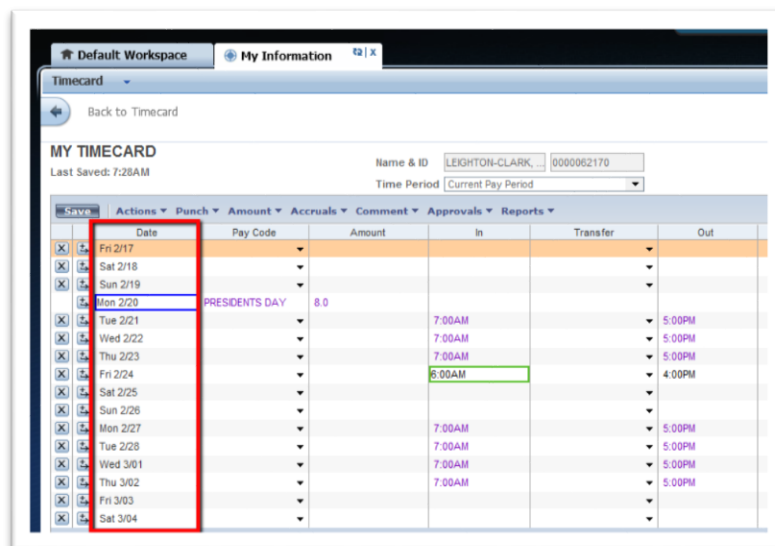 Default Workspace My Information X
Timecard
Back to Timecard
MY TIMECARD
Last Saved: 7:28AM
Name & ID LEIGHTON-CLARK, ... 0000062170
Time Period Current Pay Period
Save Actions Punch Amount Accruals Comment Approvals Reports
Date Pay Code Amount In Transfer Out
Fri 2/17
Sat 2/18
Sun 2/19
Mon 2/20 PRESIDENTS DAY 8.0
Tue 2/21 7:00AM 5:00PM
Wed 2/22 7:00AM 5:00PM
Thu 2/23 7:00AM 5:00PM
Fri 2/24 6:00AM 4:00PM
Sat 2/25
Sun 2/26
Mon 2/27 7:00AM 5:00PM
Tue 2/28 7:00AM 5:00PM
Wed 3/01 7:00AM 5:00PM
Thu 3/02 7:00AM 5:00PM
Fri 3/03
Sat 3/04